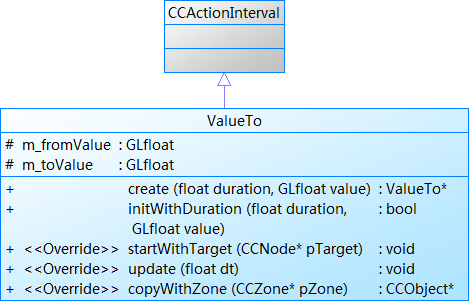 CCActionInterval
ValueTo
# m_fromValue : GLfloat
# m_toValue : GLfloat
+ create (float duration, GLfloat value) : ValueTo*
+ initWithDuration (float duration, : bool
GLfloat value)
+ <<Override>> startWithTarget (CCNode* pTarget) : void
+ <<Override>> update (float dt) : void
+ <<Override>> copyWithZone (CCZone* pZone) : CCObject*